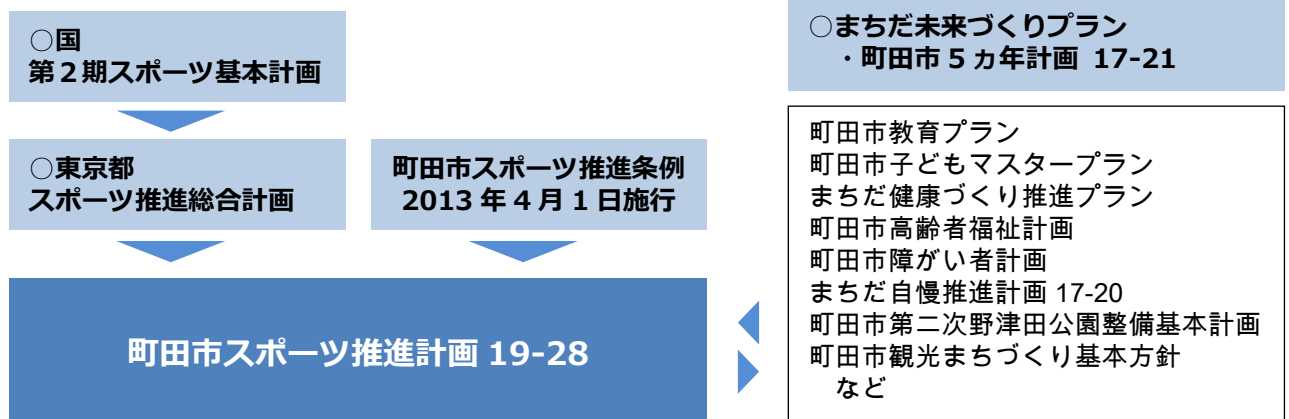 ○国
第２期スポーツ基本計画
○東京都
スポーツ推進総合計画
町田市スポーツ推進条例
2013 年 4 月 1 日施行
町田市スポーツ推進計画 19-28
○まちだ未来づくりプラン
・町田市 5 ヵ年計画 17-21
町田市教育プラン
町田市子どもマスタープラン
まちだ健康づくり推進プラン
町田市高齢者福祉計画
町田市障がい者計画
まちだ自慢推進計画 17-20
町田市第二次野津田公園整備基本計画
町田市観光まちづくり基本方針
など